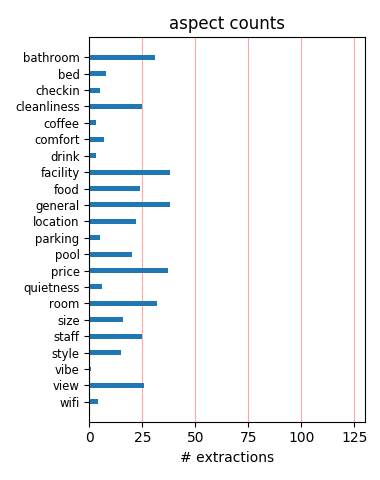 aspect counts
bathroom
bed
checkin
cleanliness
coffee
comfort
drink
facility
food
general
location
parking
pool
price
quietness
room
size
staff
style
vibe
view
wifi
0 25 50 75 100 125
# extractions